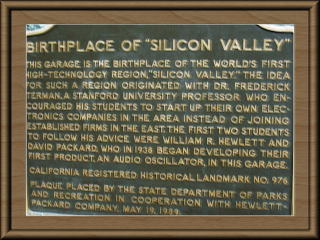 BIRTHPLACE OF "SILICON VALLEY"
THIS GARAGE IS THE BIRTHPLACE OF THE WORLD'S FIRST
HIGH-TECHNOLOGY REGION, "SILICON VALLEY." THE IDEA
FOR SUCH A REGION ORIGINATED WITH DR. FREDERICK
TERMAN, A STANFORD UNIVERSITY PROFESSOR WHO EN-
COURAGED HIS STUDENTS TO START UP THEIR OWN ELEC-
TRONICS COMPANIES IN THE AREA INSTEAD OF JOINING
ESTABLISHED FIRMS IN THE EAST. THE FIRST TWO STUDENTS
TO FOLLOW HIS ADVICE WERE WILLIAM R. HEWLETT AND
DAVID PACKARD, WHO IN 1938 BEGAN DEVELOPING THEIR
FIRST PRODUCT, AN AUDIO OSCILLATOR, IN THIS GARAGE.
CALIFORNIA REGISTERED HISTORICAL LANDMARK NO. 976
PLAQUE PLACED BY THE STATE DEPARTMENT OF PARKS
AND RECREATION IN COOPERATION WITH HEWLETT-
PACKARD COMPANY, MAY 19, 1989.